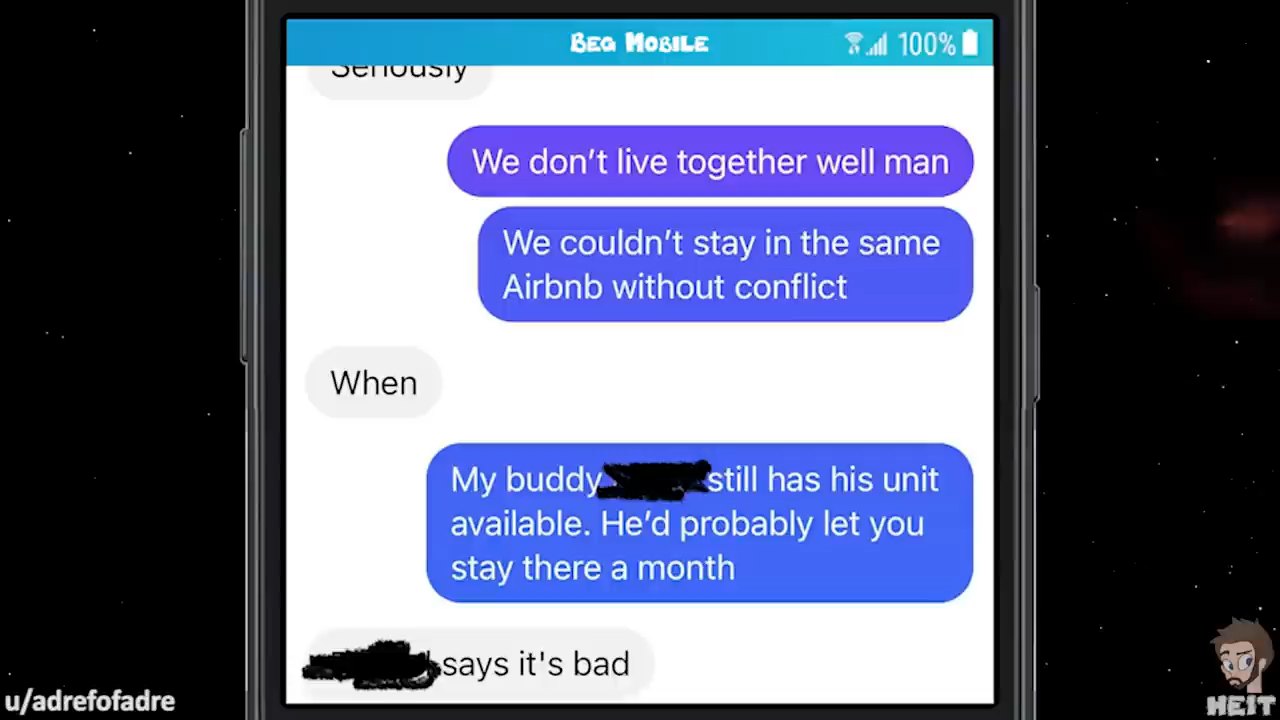 Beg Mobile
100%
Seriously
We don’t live together well man
We couldn’t stay in the same
Airbnb without conflict
When
My buddy still has his unit
available. He’d probably let you
stay there a month
says it's bad
u/adrefofadre
HEIT